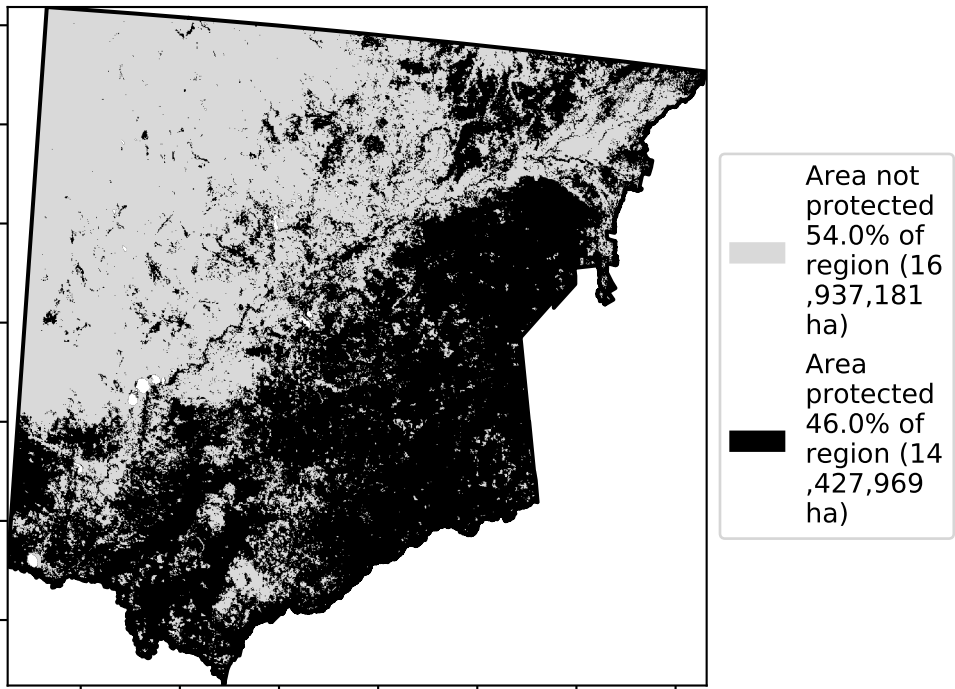 Area not
protected
54.0% of
region (16
,937,181
ha)
Area
protected
46.0% of
region (14
,427,969
ha)